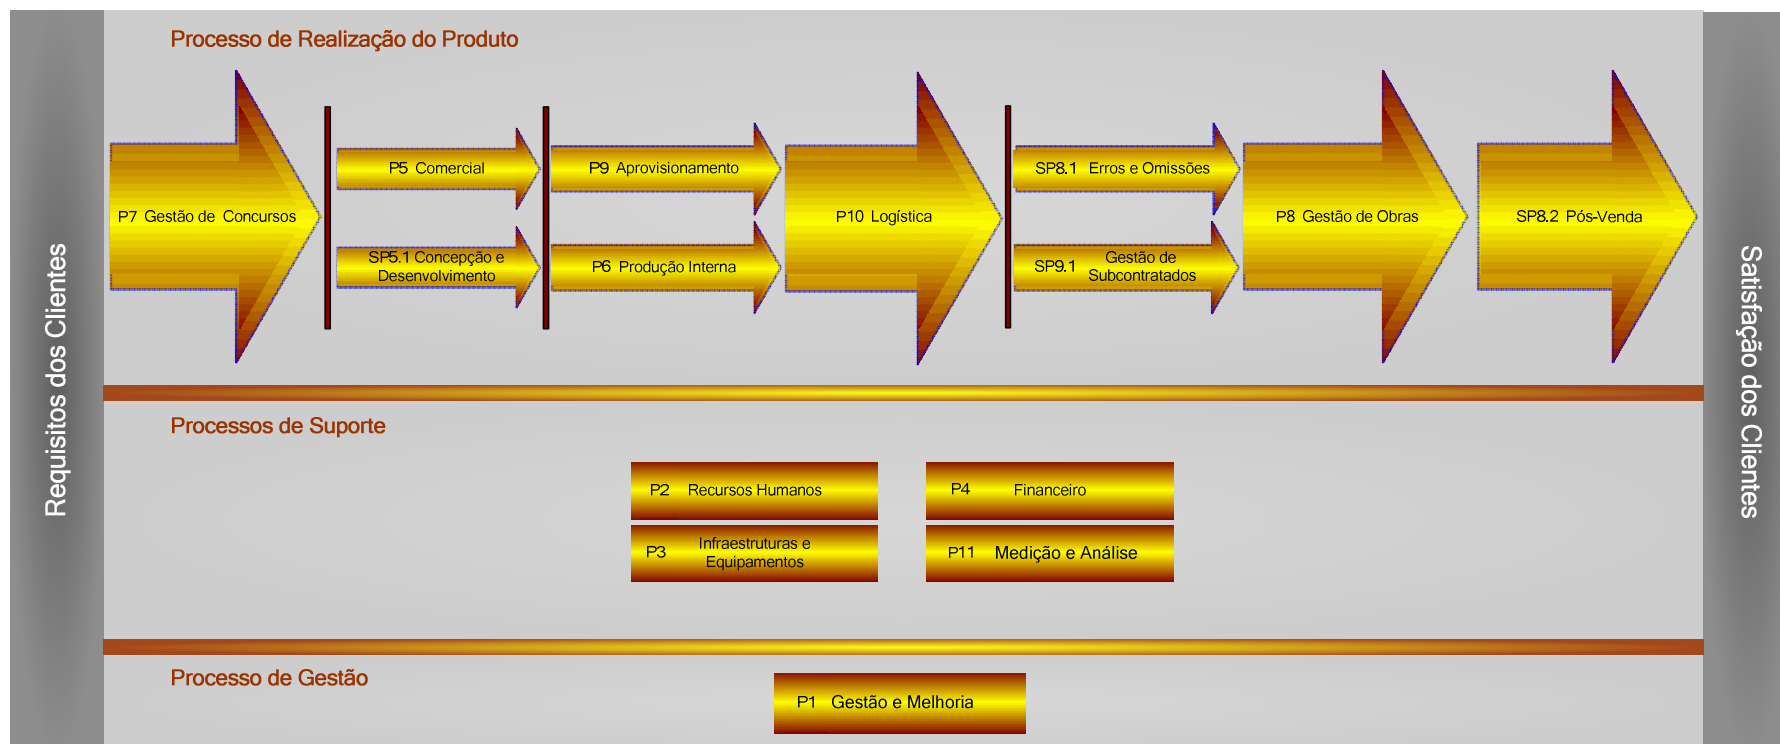 Requisitos dos Clientes
Processo de Realização do Produto
P7 Gestão de Concursos
P5 Comercial
SP5.1 Concepção e
Desenvolvimento
P9 Aprovisionamento
P6 Produção Interna
P10 Logística
SP8.1 Erros e Omissões
SP9.1 Gestão de
Subcontratados
P8 Gestão de Obras
SP8.2 Pós-Venda
Processos de Suporte
P2 Recursos Humanos
P4 Financeiro
P3 Infraestruturas e
Equipamentos
P11 Medição e Análise
Processo de Gestão
P1 Gestão e Melhoria
Satisfação dos Clientes